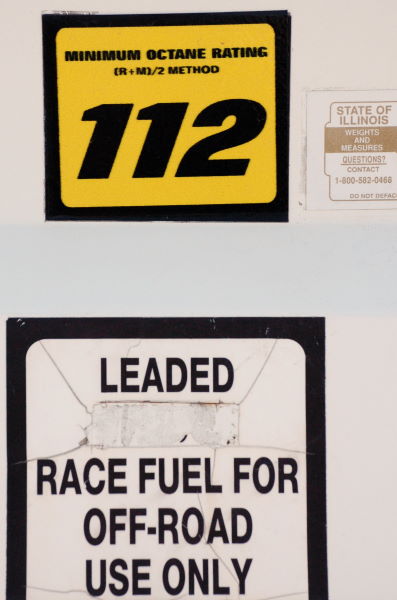 MINIMUM OCTANE RATING
(R+M)/2 METHOD
112
STATE OF
ILLINOIS
WEIGHTS
AND
MEASURES
QUESTIONS?
CONTACT
1-800-582-0468
DO NOT DEFAC
LEADED
RACE FUEL FOR
OFF-ROAD
USE ONLY